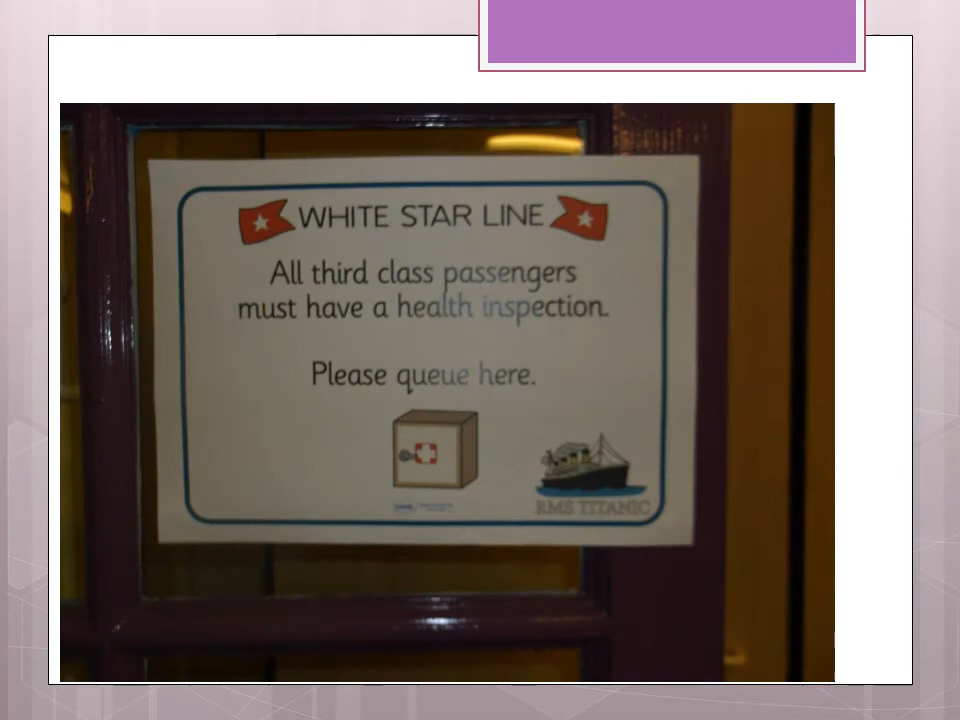 WHITE STAR LINE
All third class passengers
must have a health inspection.
Please queue here.
RMS TITANIC